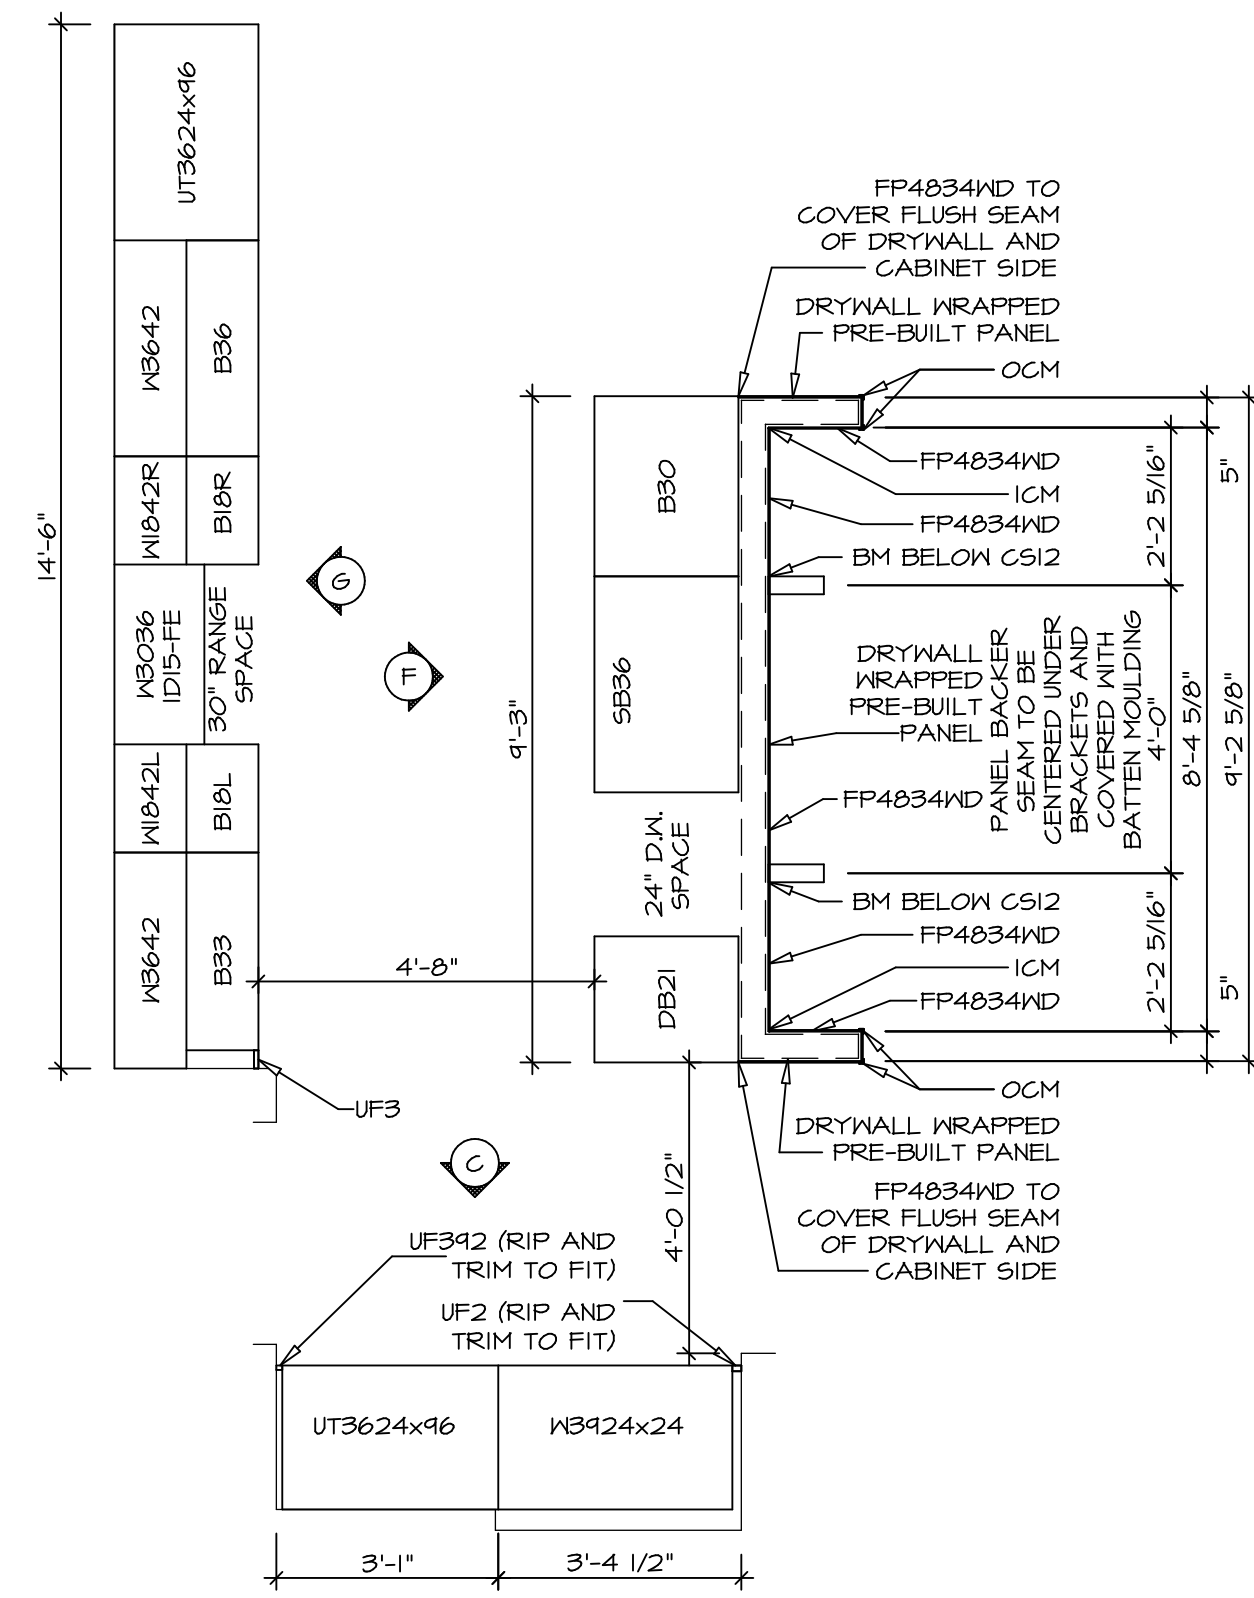 14'-6"
UT3624x96
W3642
B36
W1842R
B18R
W3036
1D15-FE
30" RANGE
SPACE
W1842L
B18L
W3642
B33
UF3
G
F
C
4'-8"
9'-3"
B30
SB36
24" D.W.
SPACE
DB21
FP4834WD TO
COVER FLUSH SEAM
OF DRYWALL AND
CABINET SIDE
DRYWALL WRAPPED
PRE-BUILT PANEL
OCM
FP4834WD
ICM
FP4834WD
BM BELOW CS12
DRYWALL
WRAPPED
PRE-BUILT
PANEL
PANEL BACKER
SEAM TO BE
CENTERED UNDER
BRACKETS AND
COVERED WITH
BATTEN MOULDING
FP4834WD
BM BELOW CS12
FP4834WD
ICM
FP4834WD
OCM
DRYWALL WRAPPED
PRE-BUILT PANEL
FP4834WD TO
COVER FLUSH SEAM
OF DRYWALL AND
CABINET SIDE
2'-2 5/16"
4'-0"
2'-2 5/16"
5"
8'-4 5/8"
5"
9'-2 5/8"
4'-0 1/2"
UF392 (RIP AND
TRIM TO FIT)
UF2 (RIP AND
TRIM TO FIT)
UT3624x96
W3924x24
3'-1"
3'-4 1/2"